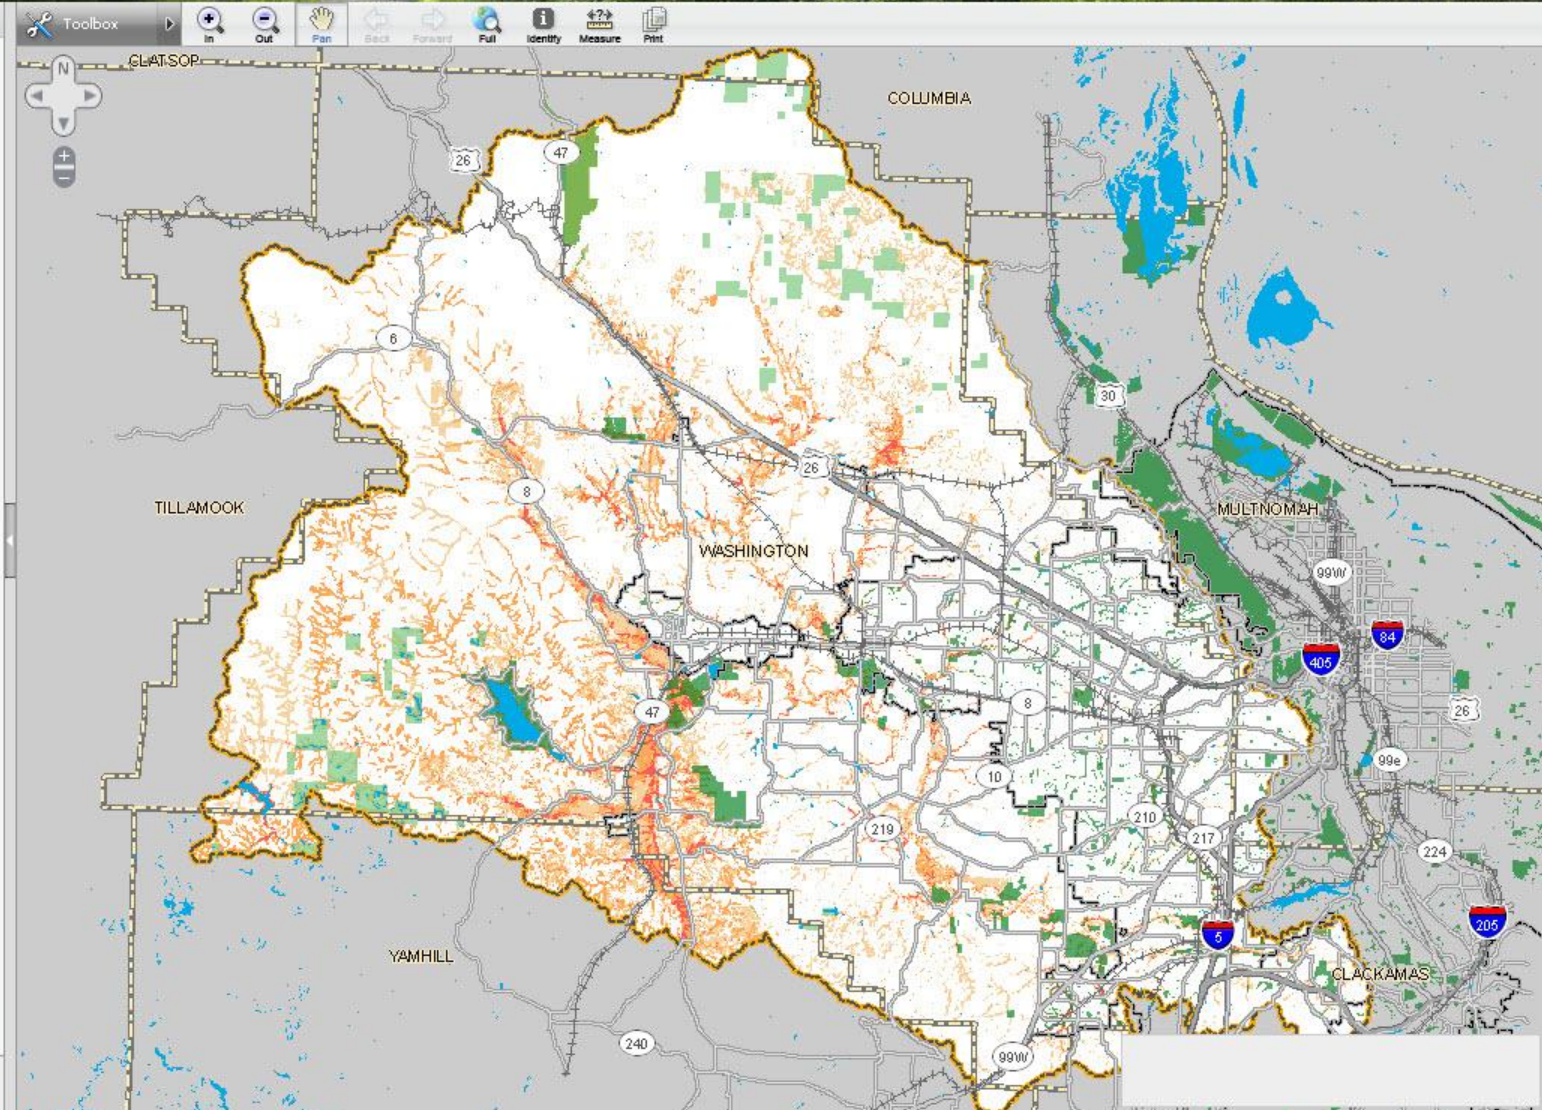 Toolbox
In
Out
Pan
Back
Forward
Full
Identify
Measure
Print
N
CLATSOP
COLUMBIA
26
47
6
30
26
8
TILLAMOOK
MULTNOMAH
WASHINGTON
99W
84
405
47
8
26
10
99e
219
210
217
224
5
205
YAMHILL
CLACKAMAS
240
99W